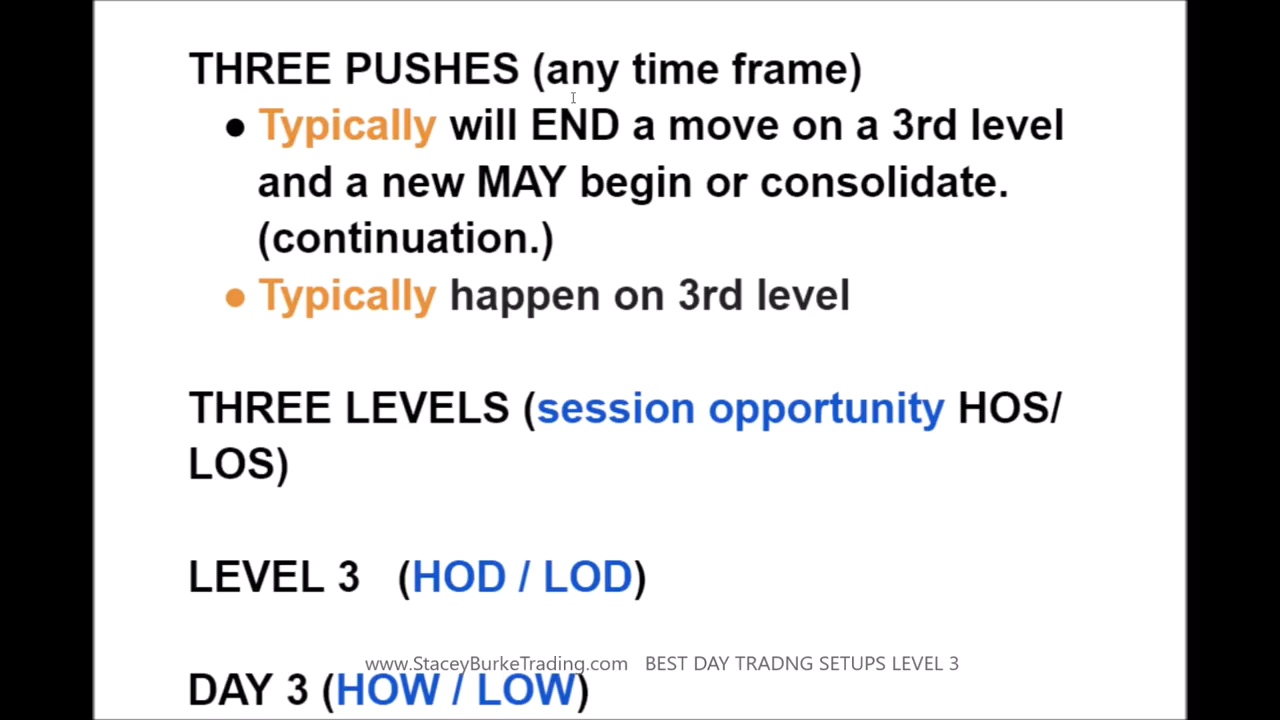 THREE PUSHES (any time frame)
● Typically will END a move on a 3rd level
and a new MAY begin or consolidate.
(continuation.)
● Typically happen on 3rd level
THREE LEVELS (session opportunity HOS/
LOS)
LEVEL 3 (HOD / LOD)
www.StaceyBurkeTrading.com BEST DAY TRADNG SETUPS LEVEL 3
DAY 3 (HOW / LOW)